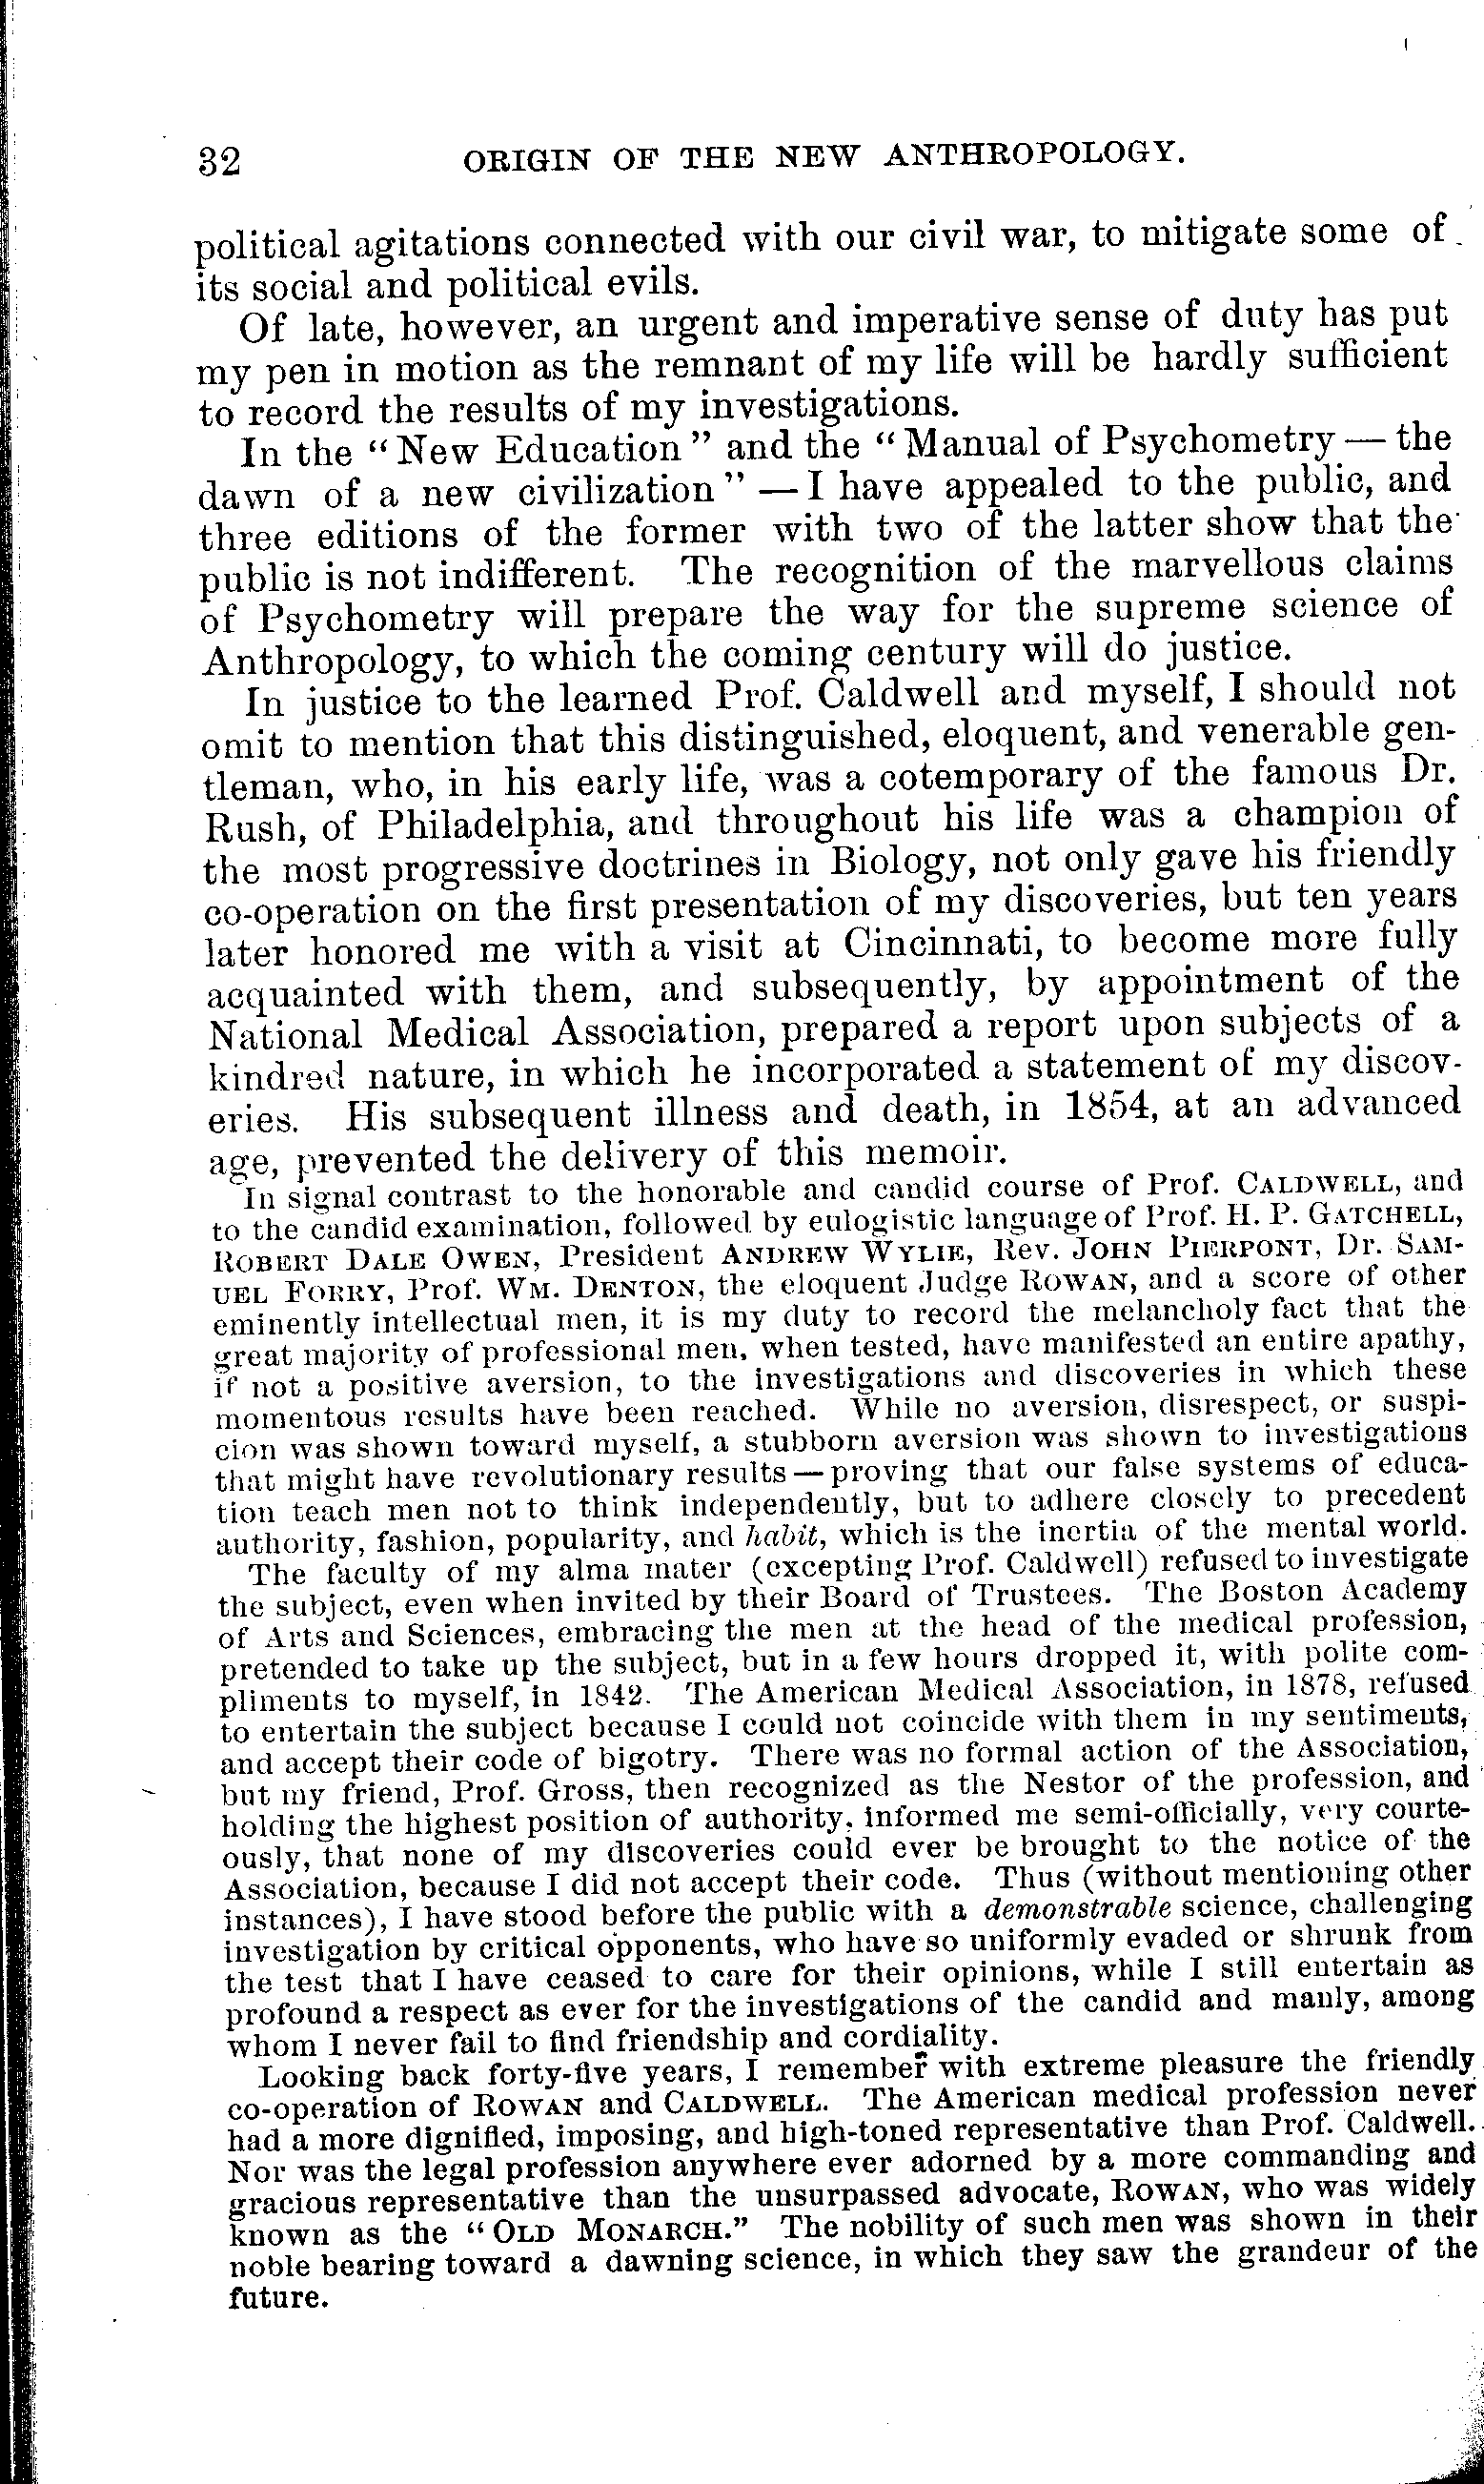 32 ORIGIN OF THE NEW ANTHROPOLOGY.
political agitations connected with our civil war, to mitigate some of
its social and political evils.
Of late, however, an urgent and imperative sense of duty has put
my pen in motion as the remnant of my life will be hardly sufficient
to record the results of my investigations.
In the “New Education” and the “Manual of Psychometry — the
dawn of a new civilization” — I have appealed to the public, and
three editions of the former with two of the latter show that the
public is not indifferent. The recognition of the marvellous claims
of Psychometry will prepare the way for the supreme science of
Anthropology, to which the coming century will do justice.
In justice to the learned Prof. Caldwell and myself, I should not
omit to mention that this distinguished, eloquent, and venerable gen-
tleman, who, in his early life, was a cotemporary of the famous Dr.
Rush, of Philadelphia, and throughout his life was a champion of
the most progressive doctrines in Biology, not only gave his friendly
co-operation on the first presentation of my discoveries, but ten years
later honored me with a visit at Cincinnati, to become more fully
acquainted with them, and subsequently, by appointment of the
National Medical Association, prepared a report upon subjects of a
kindred nature, in which he incorporated a statement of my discov-
eries. His subsequent illness and death, in 1854, at an advanced
age, prevented the delivery of this memoir.
In signal contrast to the honorable and candid course of Prof. CALDWELL, and
to the candid examination, followed by eulogistic language of Prof. H. P. GATCHELL,
ROBERT DALE OWEN, President ANDREW WYLIE, Rev. JOHN PIERPONT, Dr. SAM-
UEL FORRY, Prof. WM. DENTON, the eloquent Judge ROWAN, and a score of other
eminently intellectual men, it is my duty to record the melancholy fact that the
great majority of professional men, when tested, have manifested an entire apathy,
if not a positive aversion, to the investigations and discoveries in which these
momentous results have been reached. While no aversion, disrespect, or suspi-
cion was shown toward myself, a stubborn aversion was shown to investigations
that might have revolutionary results — proving that our false systems of educa-
tion teach men not to think independently, but to adhere closely to precedent
authority, fashion, popularity, and habit, which is the inertia of the mental world.
The faculty of my alma mater (excepting Prof. Caldwell) refused to investigate
the subject, even when invited by their Board of Trustees. The Boston Academy
of Arts and Sciences, embracing the men at the head of the medical profession,
pretended to take up the subject, but in a few hours dropped it, with polite com-
pliments to myself, in 1842. The American Medical Association, in 1878, refused
to entertain the subject because I could not coincide with them in my sentiments,
and accept their code of bigotry. There was no formal action of the Association,
but my friend, Prof. Gross, then recognized as the Nestor of the profession, and
holding the highest position of authority, informed me semi-officially, very courte-
ously, that none of my discoveries could ever be brought to the notice of the
Association, because I did not accept their code. Thus (without mentioning other
instances), I have stood before the public with a demonstrable science, challenging
investigation by critical opponents, who have so uniformly evaded or shrunk from
the test that I have ceased to care for their opinions, while I still entertain as
profound a respect as ever for the investigations of the candid and manly, among
whom I never fail to find friendship and cordiality.
Looking back forty-five years, I remember with extreme pleasure the friendly
co-operation of ROWAN and CALDWELL. The American medical profession never
had a more dignified, imposing, and high-toned representative than Prof. Caldwell.
Nor was the legal profession anywhere ever adorned by a more commanding and
gracious representative than the unsurpassed advocate, ROWAN, who was widely
known as the “OLD MONARCH.” The nobility of such men was shown in their
noble bearing toward a dawning science, in which they saw the grandeur of the
future.